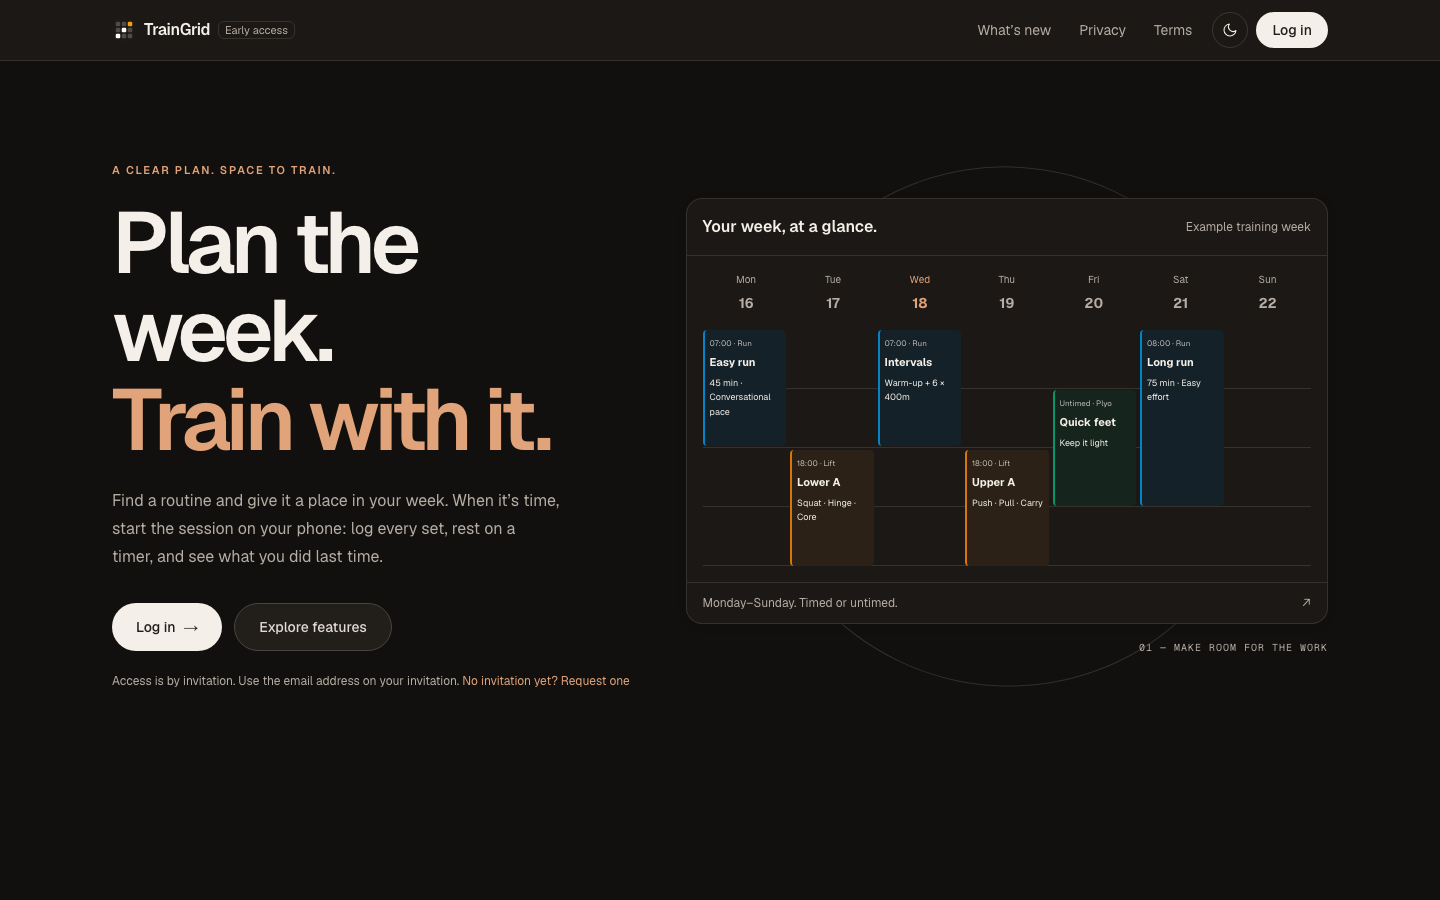 TrainGrid
Early access
What’s new
Privacy
Terms
Log in
A CLEAR PLAN. SPACE TO TRAIN.
Plan the
week.
Train with it.
Find a routine and give it a place in your week. When it’s time,
start the session on your phone: log every set, rest on a
timer, and see what you did last time.
Log in →
Explore features
Access is by invitation. Use the email address on your invitation. No invitation yet? Request one
Your week, at a glance.
Example training week
Mon
16
Tue
17
Wed
18
Thu
19
Fri
20
Sat
21
Sun
22
07:00 · Run
Easy run
45 min ·
Conversational
pace
18:00 · Lift
Lower A
Squat · Hinge ·
Core
07:00 · Run
Intervals
Warm-up + 6 ×
400m
18:00 · Lift
Upper A
Push · Pull · Carry
Untimed · Plyo
Quick feet
Keep it light
08:00 · Run
Long run
75 min · Easy
effort
Monday–Sunday. Timed or untimed.
↗
01 — MAKE ROOM FOR THE WORK